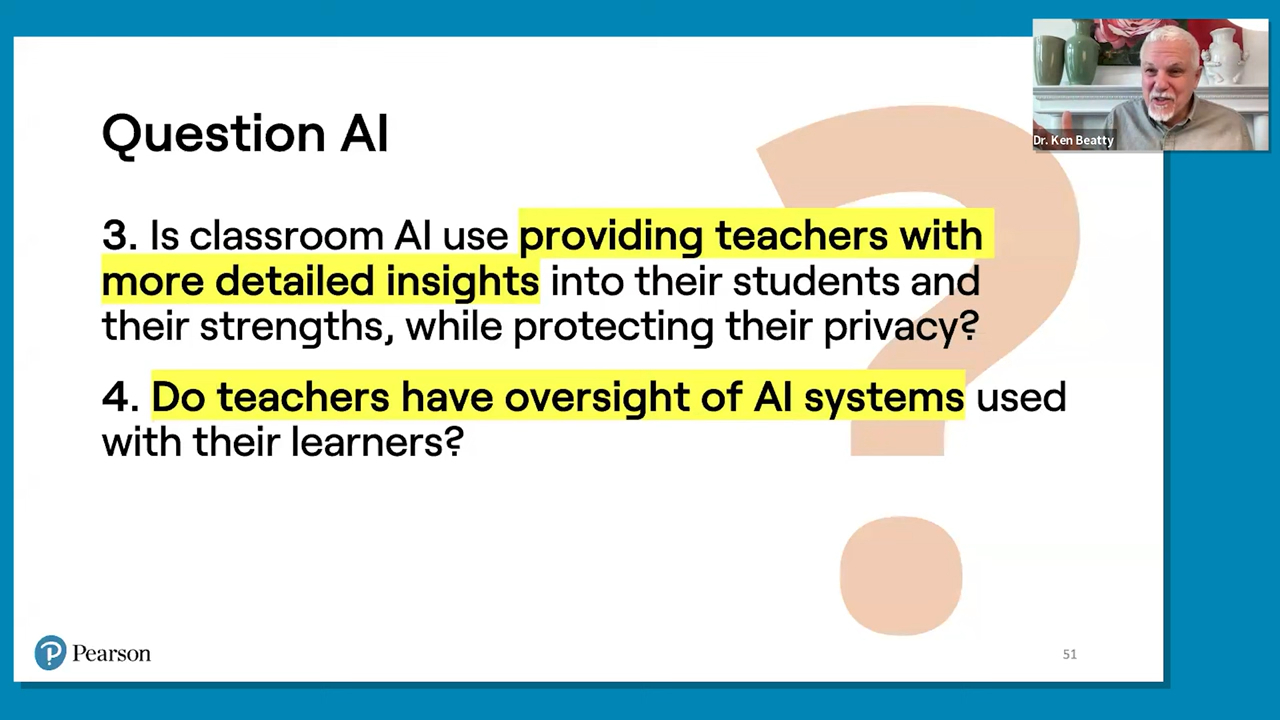 Question AI
Dr. Ken Beatty
3. Is classroom AI use providing teachers with
more detailed insights into their students and
their strengths, while protecting their privacy?
4. Do teachers have oversight of AI systems used
with their learners?
Pearson
51